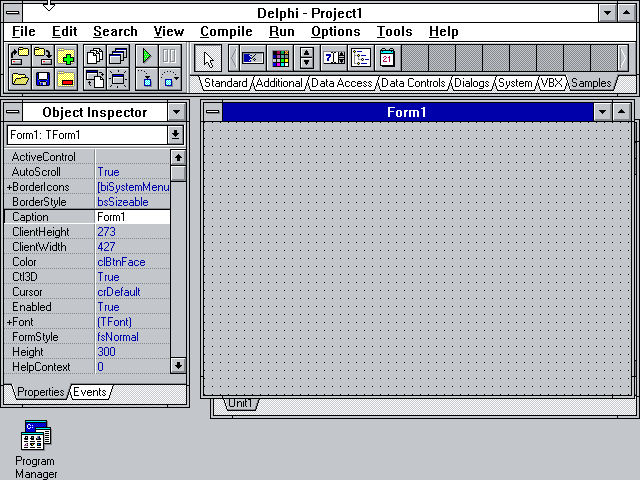 Delphi - Project1
File Edit Search View Compile Run Options Tools Help
Standard Additional Data Access Data Controls Dialogs System VBX Samples
Object Inspector
Form1: TForm1
ActiveControl
AutoScroll True
+BorderIcons [biSystemMenu
BorderStyle bsSizeable
Caption Form1
ClientHeight 273
ClientWidth 427
Color clBtnFace
Ctl3D True
Cursor crDefault
Enabled True
+Font (TFont)
FormStyle fsNormal
Height 300
HelpContext 0
Properties Events
Form1
Unit1
Program
Manager